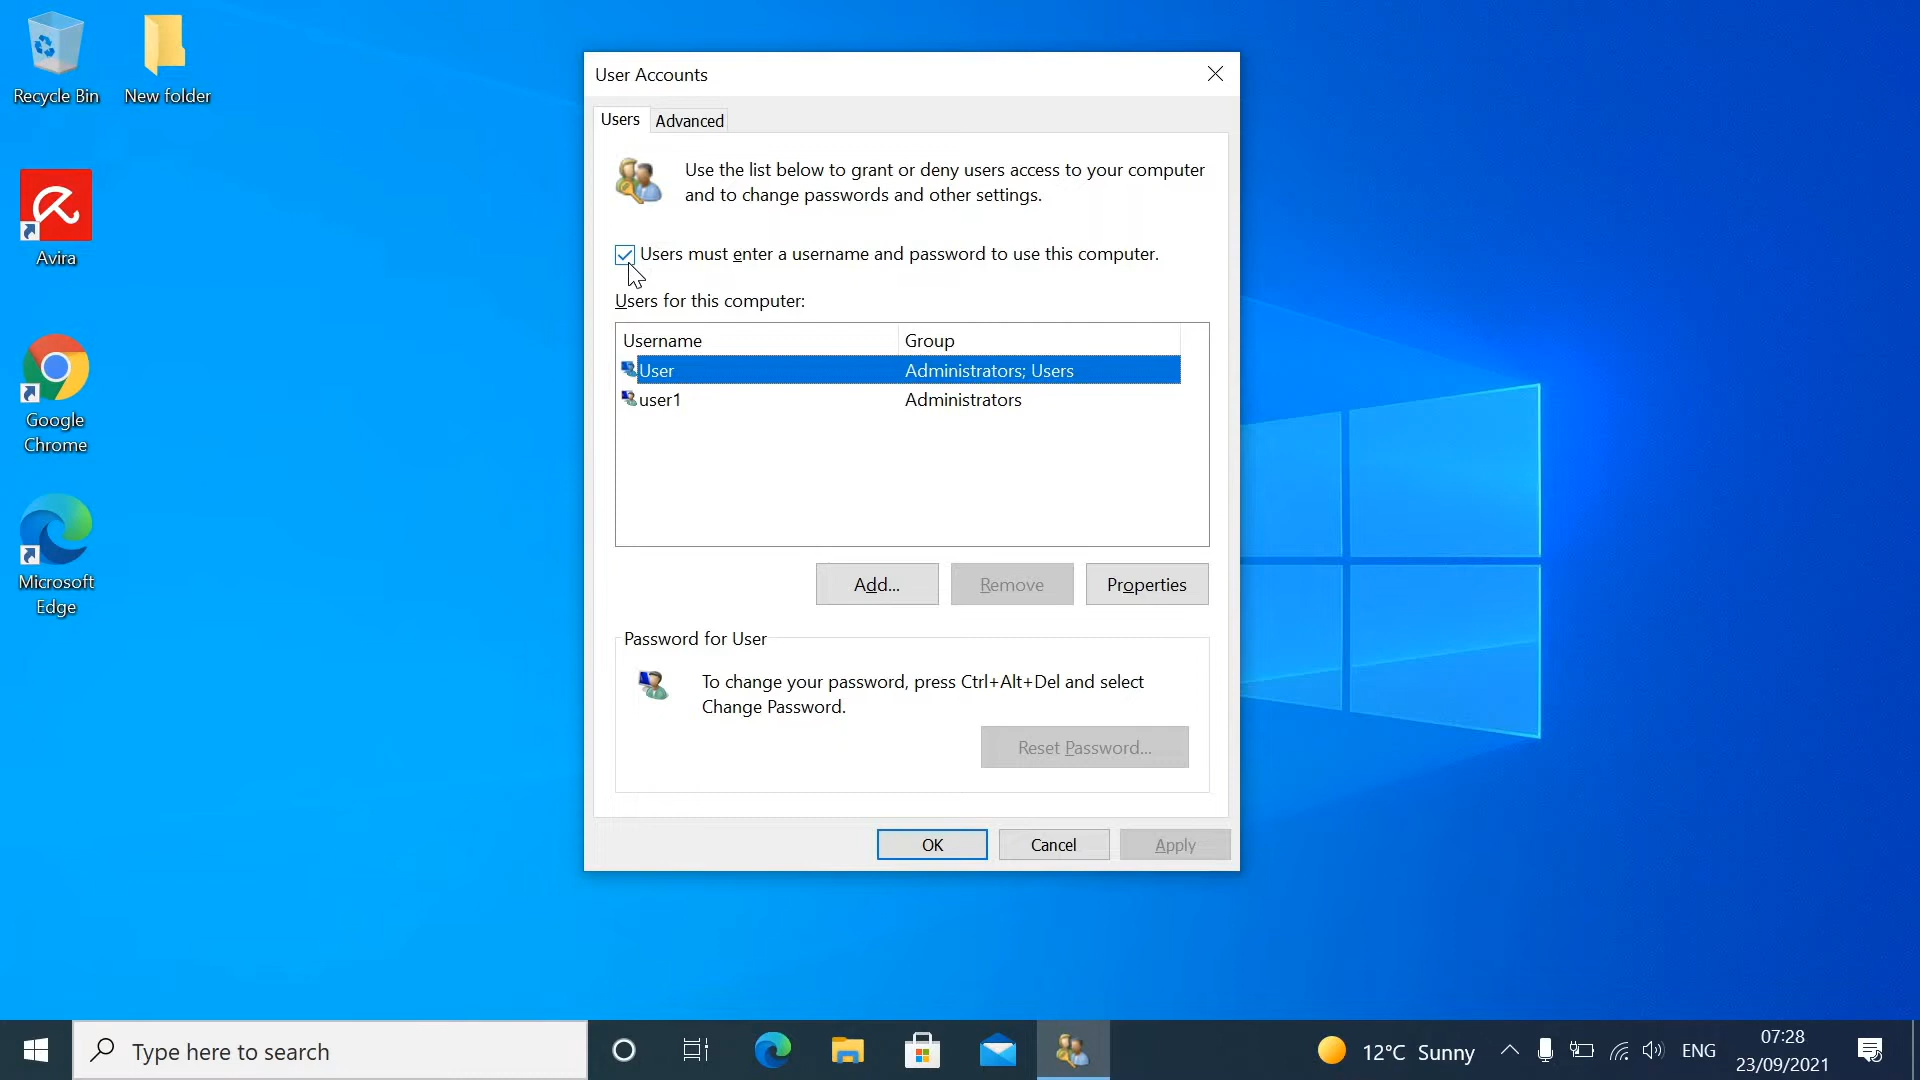 Recycle Bin
New folder
Avira
Google
Chrome
Microsoft
Edge
User Accounts
Users
Advanced
Use the list below to grant or deny users access to your computer
and to change passwords and other settings.
Users must enter a username and password to use this computer.
Users for this computer:
Username
Group
User
Administrators; Users
user1
Administrators
Add...
Remove
Properties
Password for User
To change your password, press Ctrl+Alt+Del and select
Change Password.
Reset Password...
OK
Cancel
Apply
Type here to search
12°C Sunny
ENG
07:28
23/09/2021